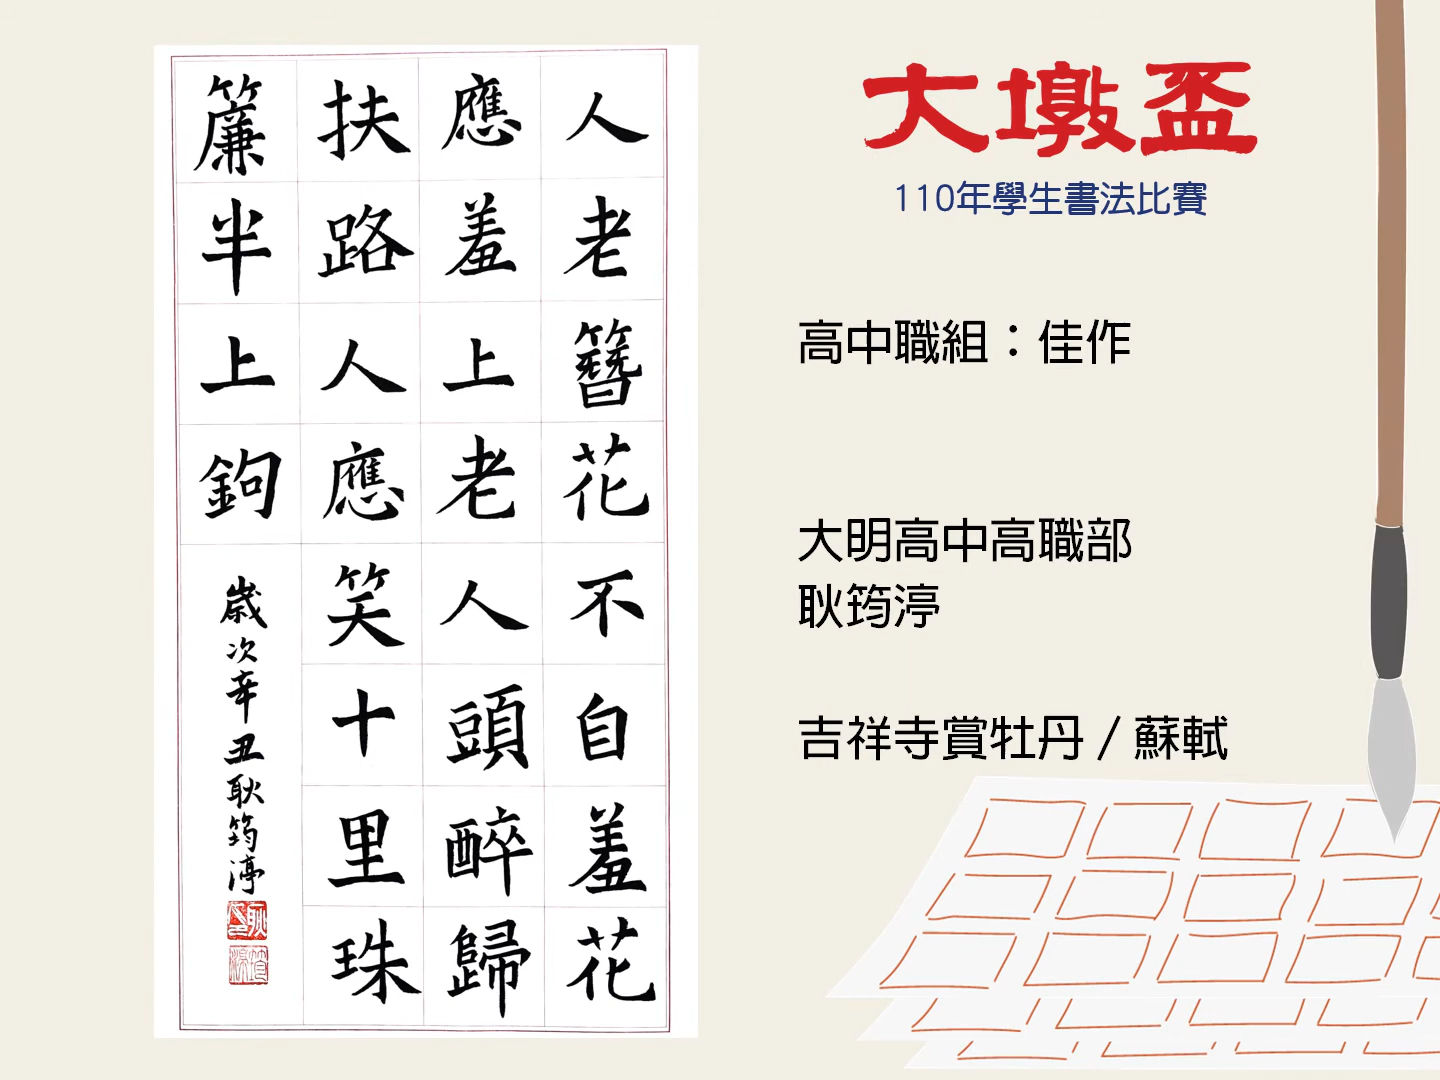 人老簪花不自羞花
應羞上老人頭醉歸
扶路人應笑十里珠
簾半上鉤
歲次辛丑耿筠渟
大墩盃
110年學生書法比賽
高中職組：佳作
大明高中高職部
耿筠渟
吉祥寺賞牡丹／蘇軾